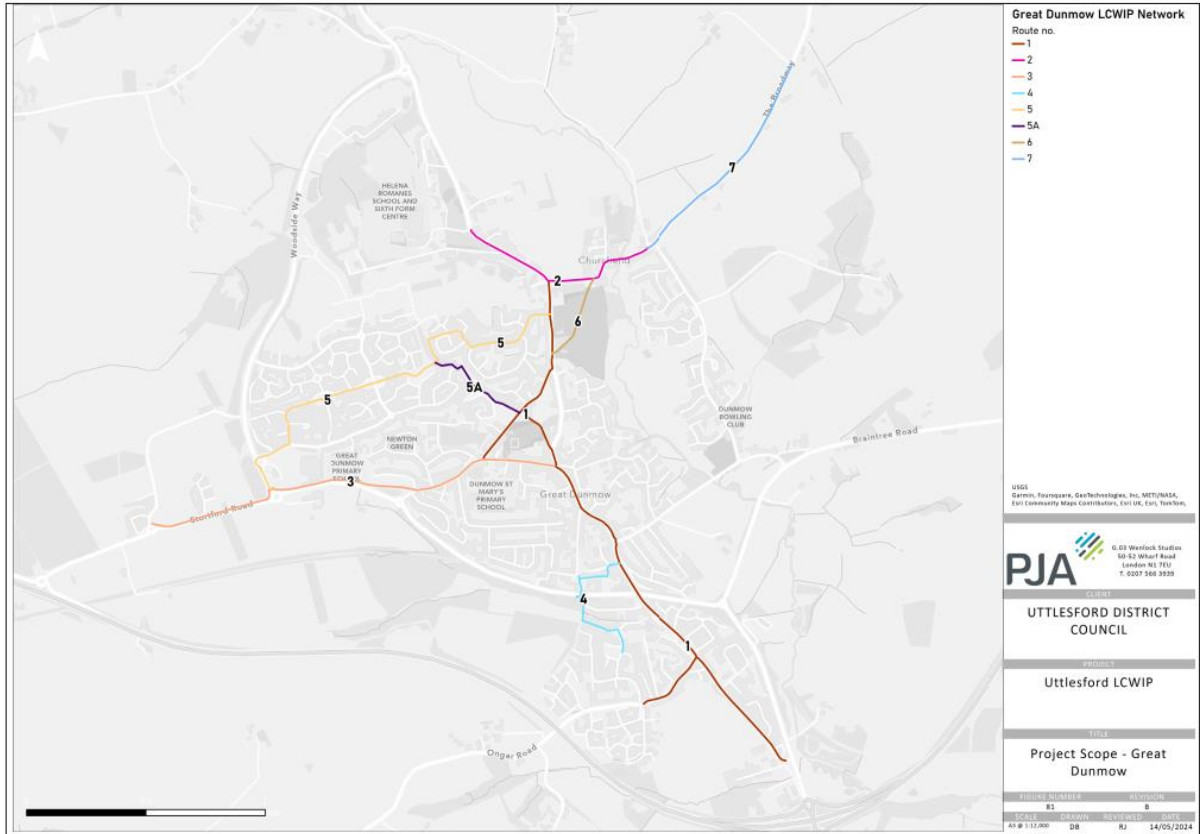 Great Dunmow LCWIP Network
Route no.
1
2
3
4
5
5A
6
7
The Broadway
7
HELENA
ROMANES
SCHOOL AND
SIXTH FORM
CENTRE
Woodside Way
Churchend
2
6
5
5A
5
1
DUNMOW
BOWLING
CLUB
Braintree Road
NEWTON
GREEN
GREAT
DUNMOW
PRIMARY
SCHOOL
3
DUNMOW ST
MARY'S
PRIMARY
SCHOOL
Great Dunmow
Stortford Road
4
1
Ongar Road
USGS
Garmin, Foursquare, GeoTechnologies, Inc, METI/NASA,
Esri Community Maps Contributors, Esri UK, Esri, TomTom,
PJA
G.03 Wenlock Studios
50-52 Wharf Road
London N1 7EU
T. 0207 566 3939
CLIENT
UTTLESFORD DISTRICT
COUNCIL
PROJECT
Uttlesford LCWIP
TITLE
Project Scope - Great
Dunmow
FIGURE NUMBER REVISION
81 B
SCALE DRAWN REVIEWED DATE
A3 @ 1:12,000 DB RJ 14/05/2024